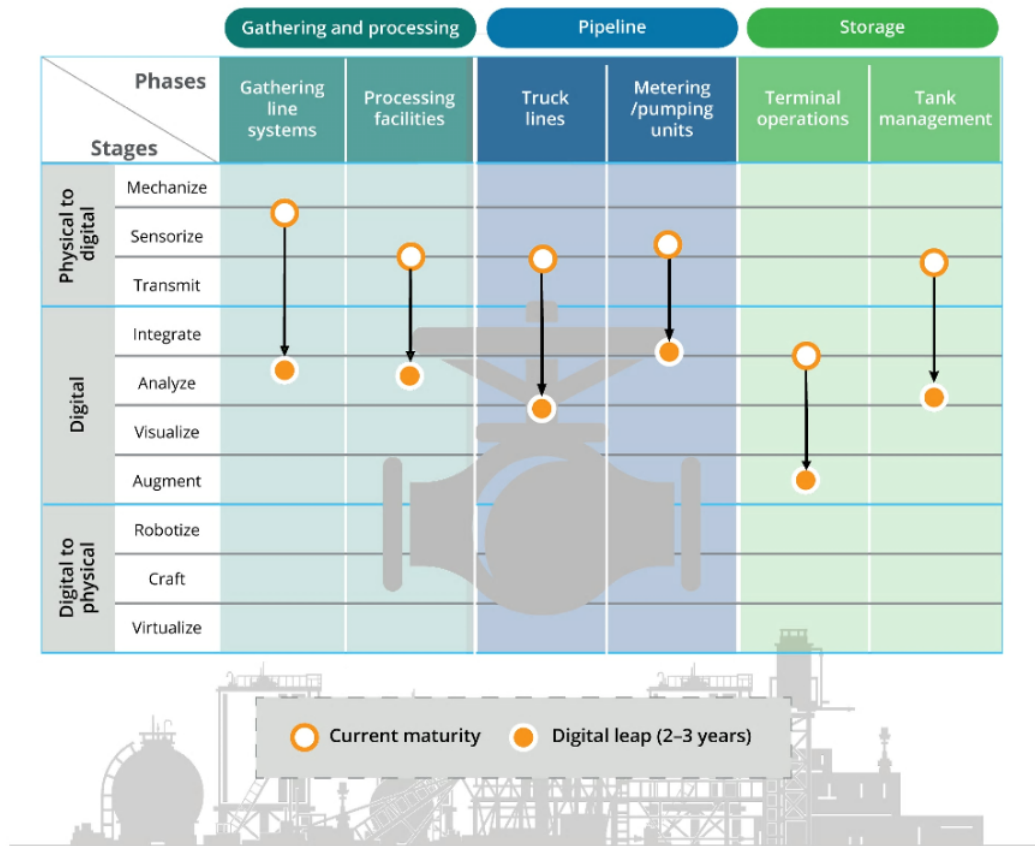 Gathering and processing
Pipeline
Storage
Phases
Stages
Gathering
line
systems
Processing
facilities
Truck
lines
Metering
/pumping
units
Terminal
operations
Tank
management
Physical to
digital
Mechanize
Sensorize
Transmit
Digital
Integrate
Analyze
Visualize
Augment
Digital to
physical
Robotize
Craft
Virtualize
Current maturity
Digital leap (2–3 years)